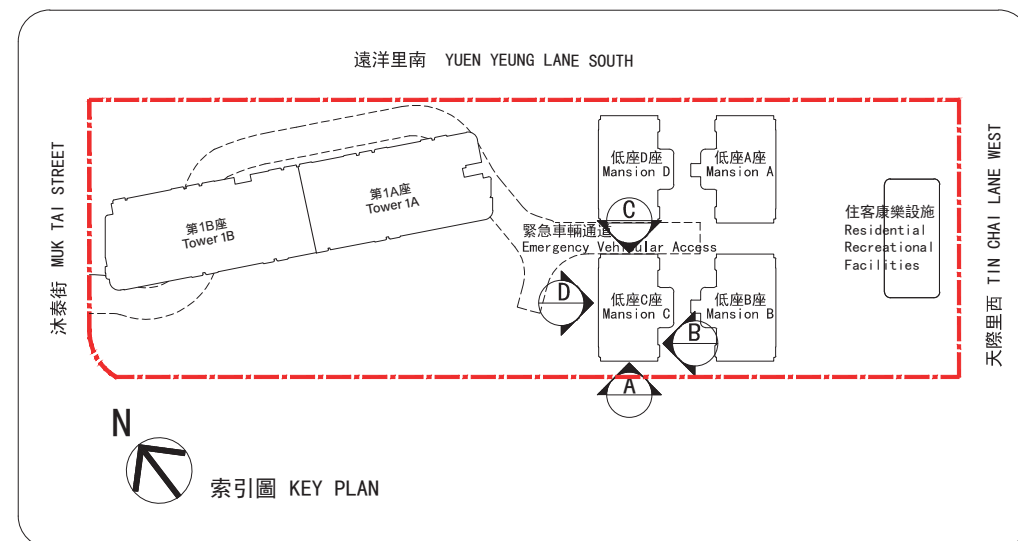 遠洋里南 YUEN YEUNG LANE SOUTH
沐泰街 MUK TAI STREET
第1B座
Tower 1B
第1A座
Tower 1A
低座D座
Mansion D
低座A座
Mansion A
C
緊急車輛通道
Emergency Vehicular Access
住客康樂設施
Residential
Recreational
Facilities
天際里西 TIN CHAI LANE WEST
D
低座C座
Mansion C
低座B座
Mansion B
B
A
N
索引圖 KEY PLAN